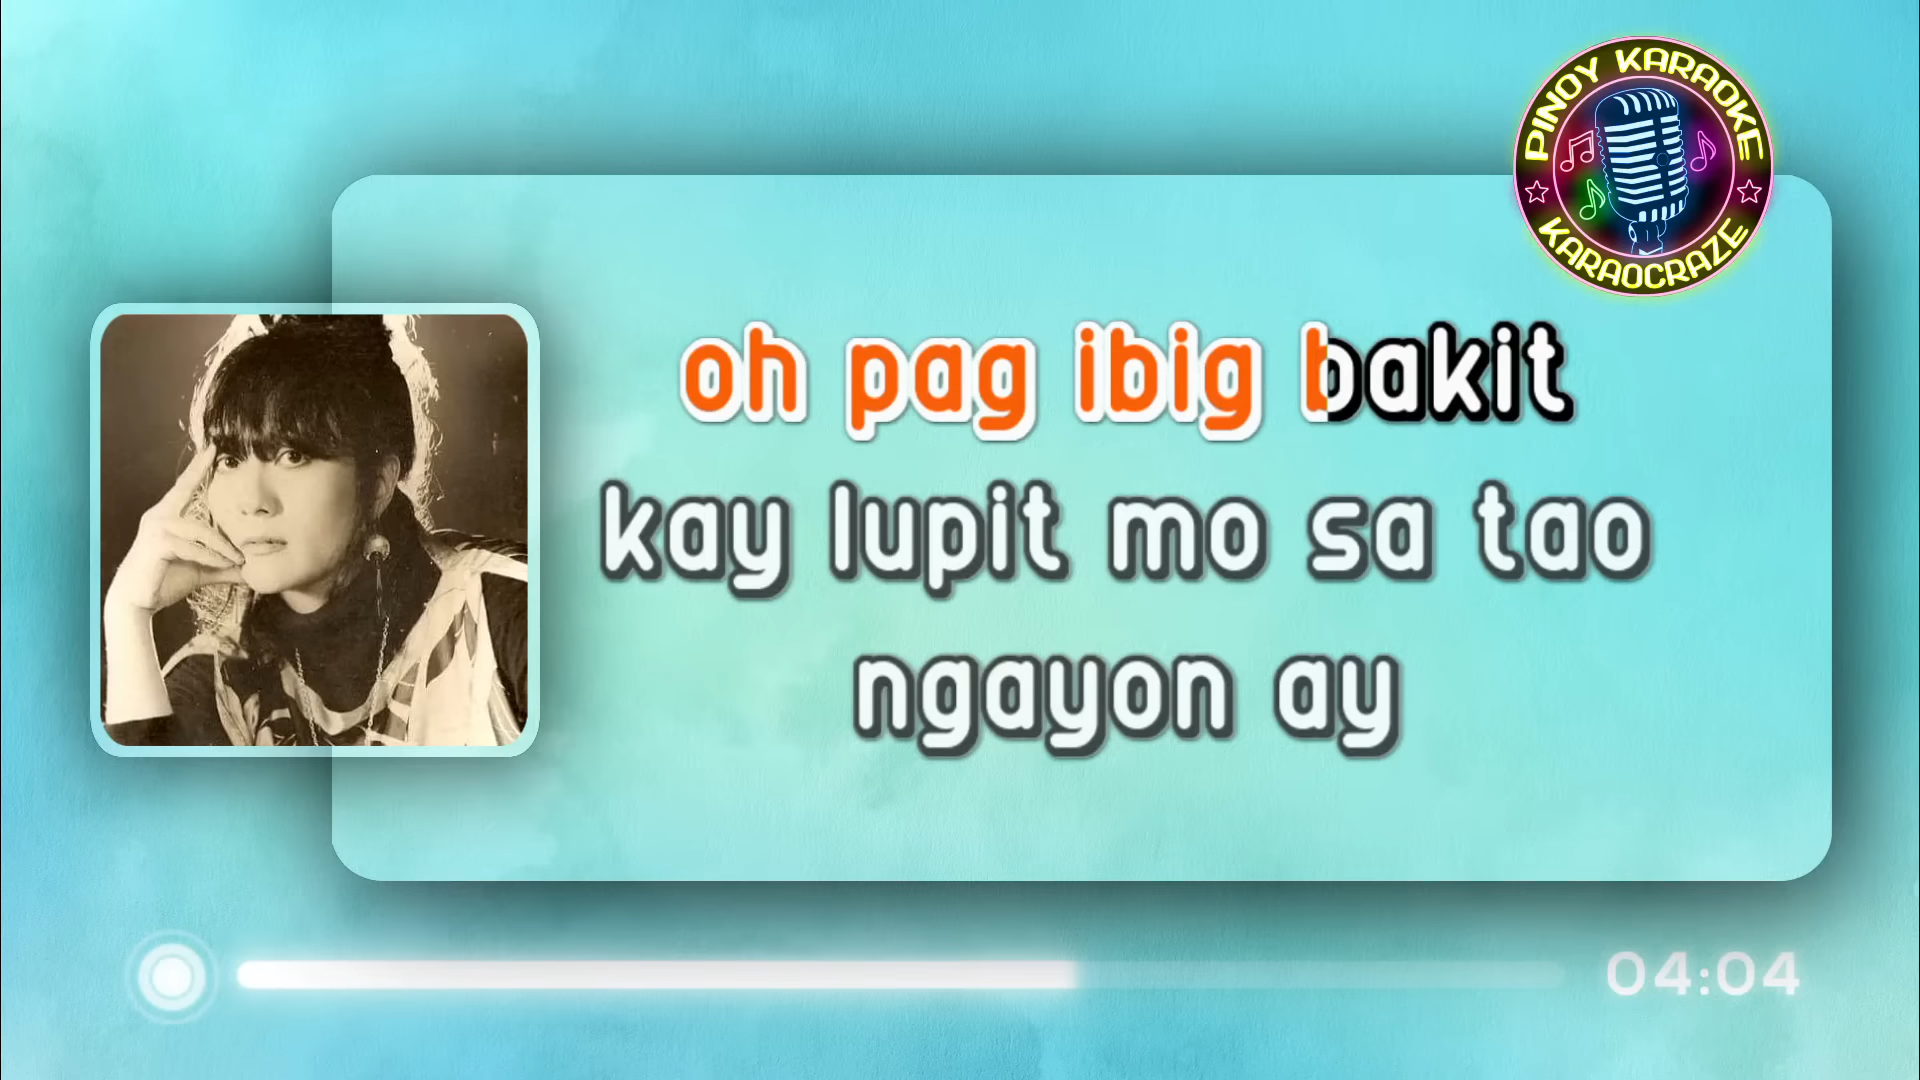 PINOY KARAOKE
KARAOCRAZE
oh pag ibig bakit
kay lupit mo sa tao
ngayon ay
04:04